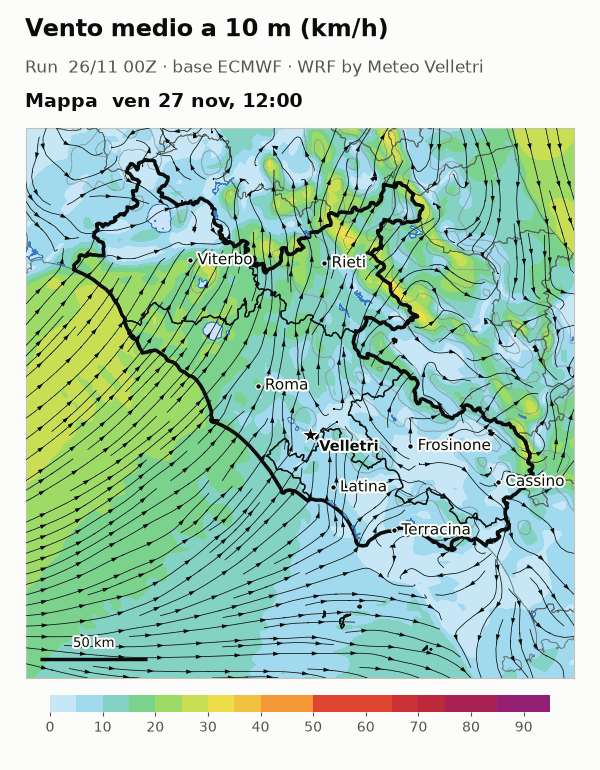 Vento medio a 10 m (km/h)
Run 26/11 00Z · base ECMWF · WRF by Meteo Velletri
Mappa ven 27 nov, 12:00
Viterbo
Rieti
Roma
Velletri
Frosinone
Cassino
Latina
Terracina
50 km
0 10 20 30 40 50 60 70 80 90